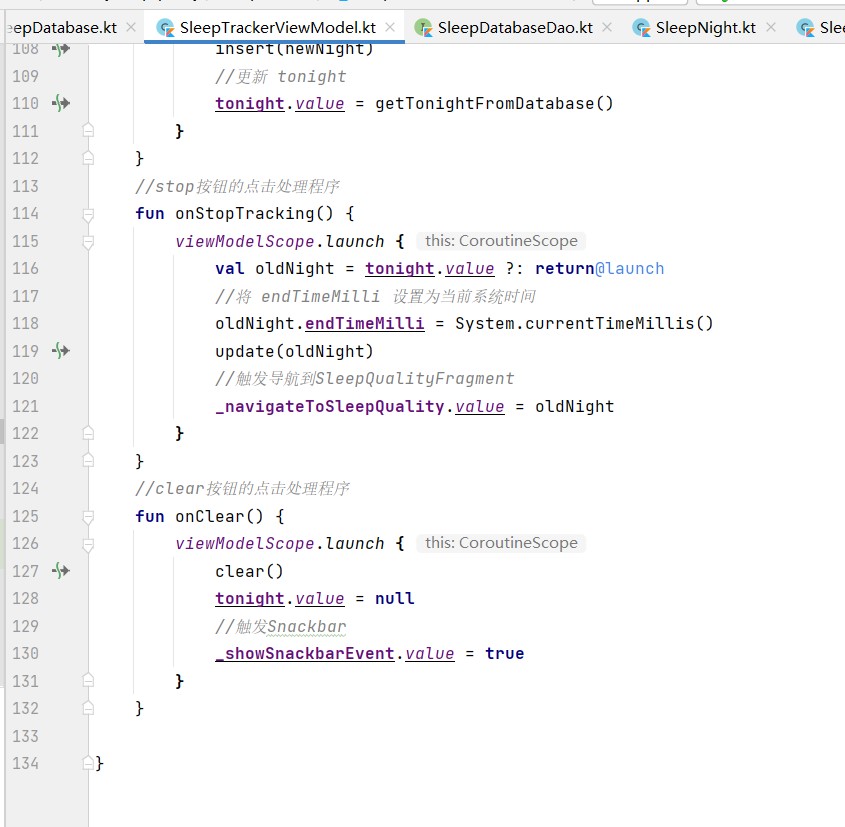 epDatabase.kt SleepTrackerViewModel.kt SleepDatabaseDao.kt SleepNight.kt Slee
108 insert(newNight)
109 //更新 tonight
110 tonight.value = getTonightFromDatabase()
111 }
112 }
113 //stop按钮的点击处理程序
114 fun onStopTracking() {
115 viewModelScope.launch { this: CoroutineScope
116 val oldNight = tonight.value ?: return@launch
117 //将 endTimeMilli 设置为当前系统时间
118 oldNight.endTimeMilli = System.currentTimeMillis()
119 update(oldNight)
120 //触发导航到SleepQualityFragment
121 _navigateToSleepQuality.value = oldNight
122 }
123 }
124 //clear按钮的点击处理程序
125 fun onClear() {
126 viewModelScope.launch { this: CoroutineScope
127 clear()
128 tonight.value = null
129 //触发Snackbar
130 _showSnackbarEvent.value = true
131 }
132 }
133
134 }